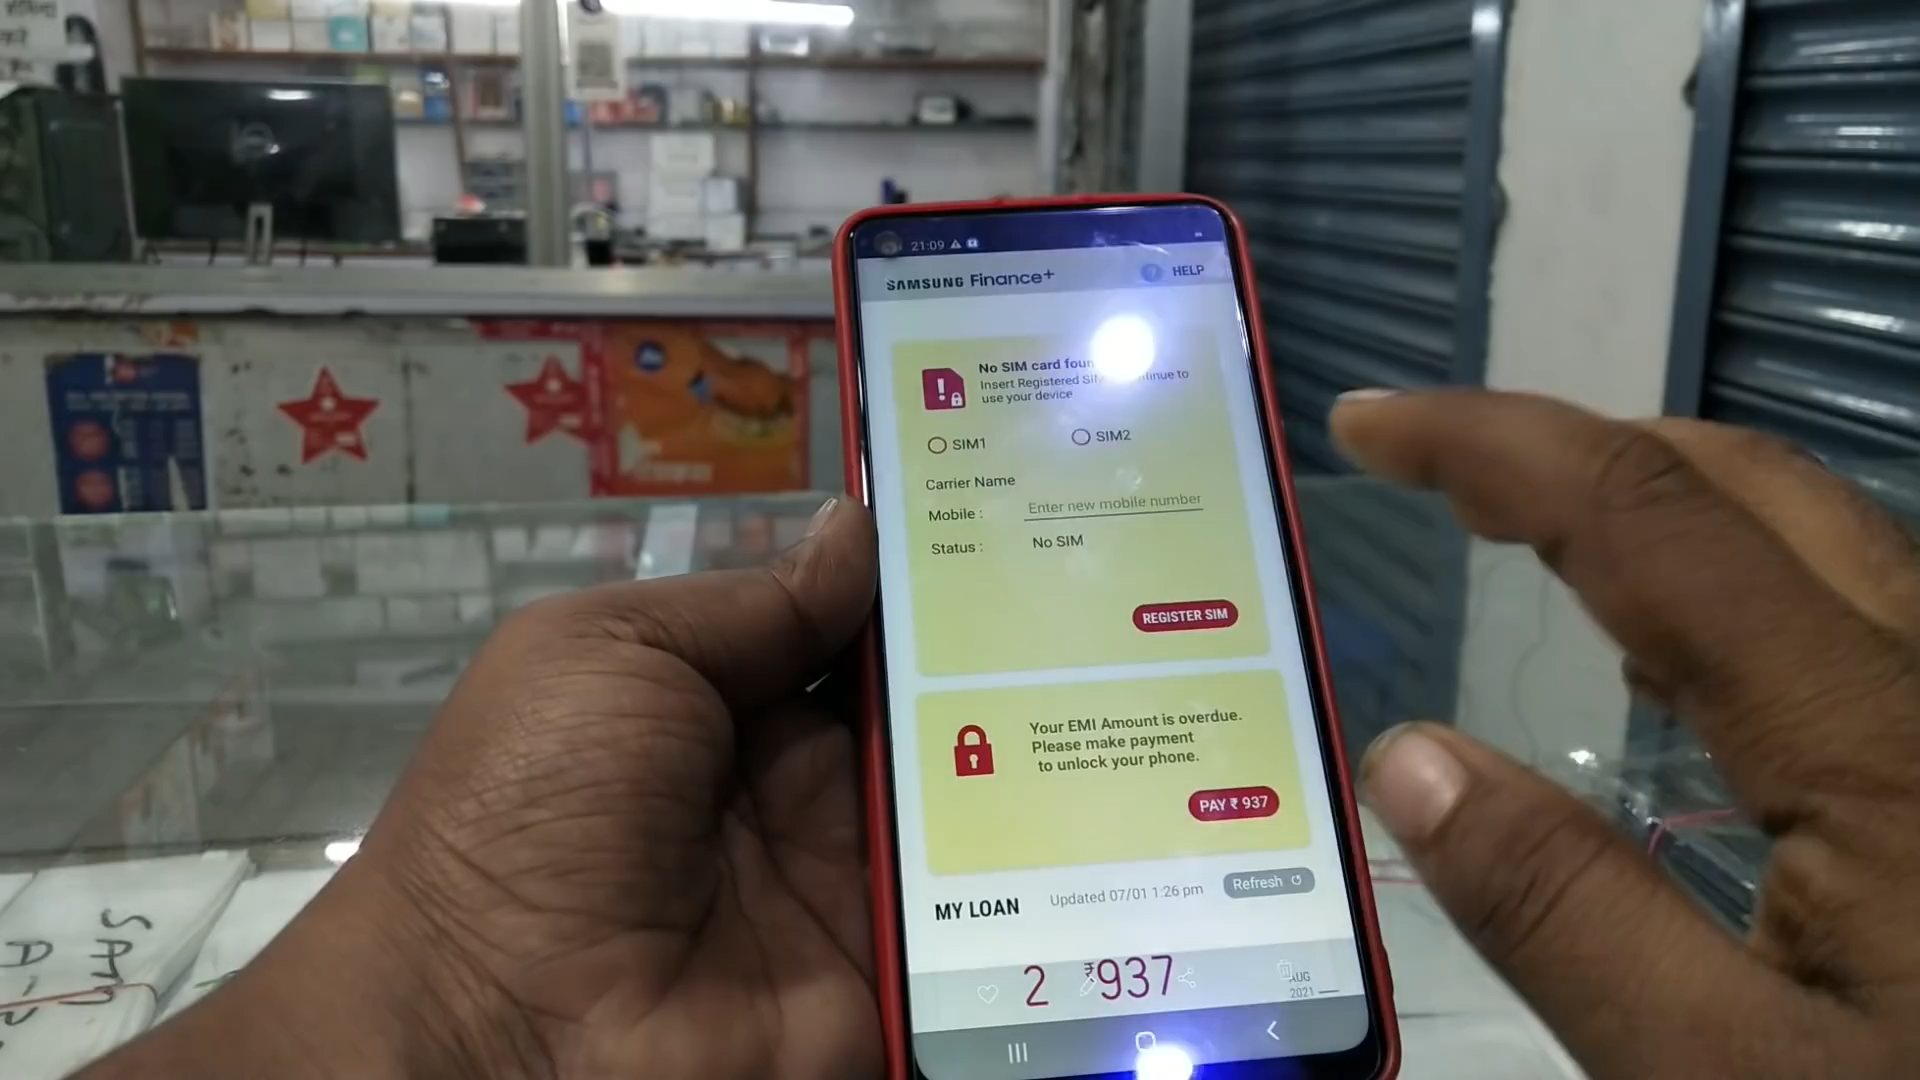 21:09
SAMSUNG Finance+
HELP
No SIM card foun
Insert Registered SIM
use your device
SIM1
SIM2
Carrier Name
Mobile :
Enter new mobile number
Status :
No SIM
REGISTER SIM
Your EMI Amount is overdue.
Please make payment
to unlock your phone.
PAY ₹ 937
MY LOAN
Updated 07/01 1:26 pm
Refresh
2
₹937
AUG
2021